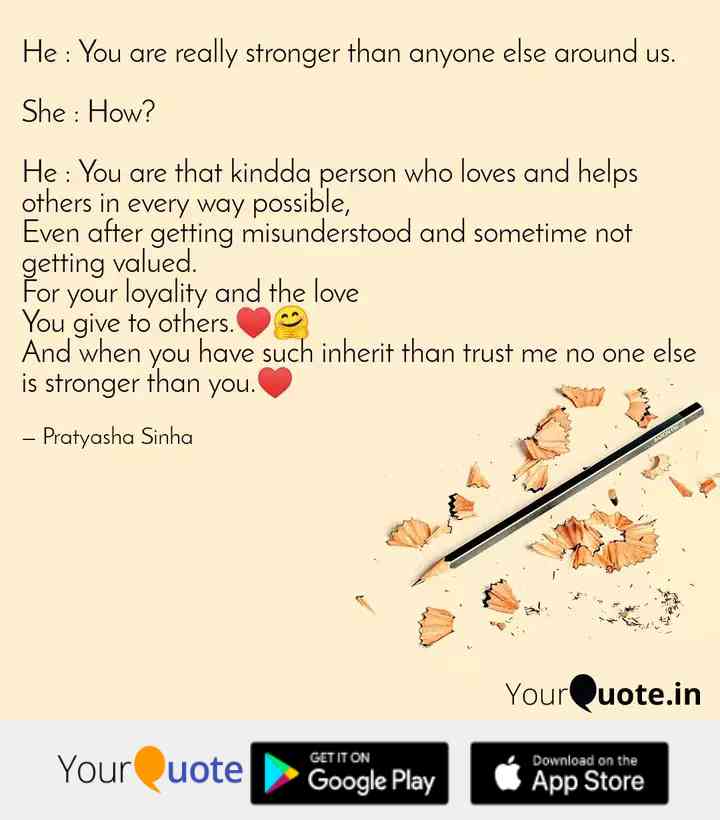 He : You are really stronger than anyone else around us.
She : How?
He : You are that kindda person who loves and helps
others in every way possible,
Even after getting misunderstood and sometime not
getting valued.
For your loyality and the love
You give to others.❤️🤗
And when you have such inherit than trust me no one else
is stronger than you.❤️
– Pratyasha Sinha
YourQuote.in
YourQuote
GET IT ON
Google Play
Download on the
App Store